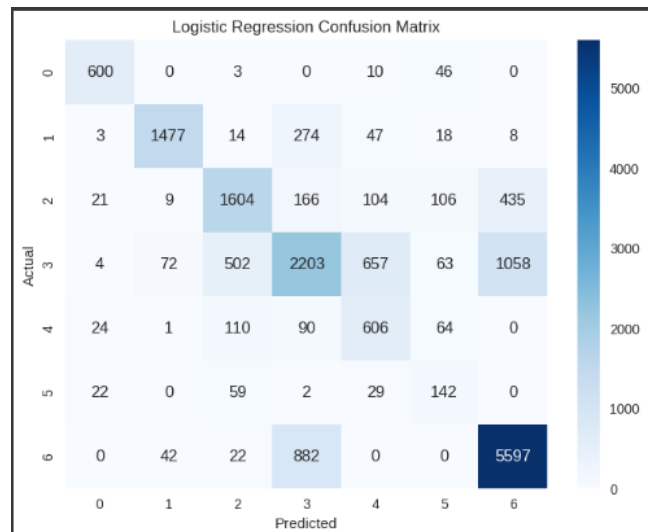 Logistic Regression Confusion Matrix
0 600 0 3 0 10 46 0
1 3 1477 14 274 47 18 8
2 21 9 1604 166 104 106 435
3 4 72 502 2203 657 63 1058
4 24 1 110 90 606 64 0
5 22 0 59 2 29 142 0
6 0 42 22 882 0 0 5597
0 1 2 3 4 5 6
Predicted
Actual
5000
4000
3000
2000
1000
0